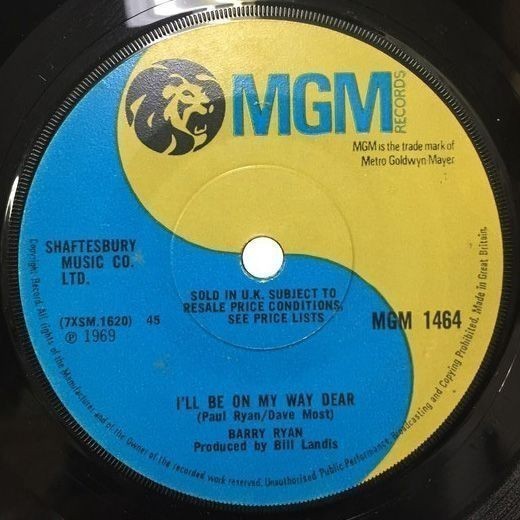 MGM
RECORDS
MGM is the trade mark of
Metro Goldwyn Mayer
SHAFTESBURY
MUSIC CO.
LTD.
SOLD IN U.K. SUBJECT TO
RESALE PRICE CONDITIONS,
SEE PRICE LISTS
(7XSM.1620) 45
Ⓟ 1969
MGM 1464
I'LL BE ON MY WAY DEAR
(Paul Ryan/Dave Most)
BARRY RYAN
Produced by Bill Landis
Copyright Record. All rights of the Manufacturer and of the Owner of the recorded work reserved. Unauthorised Public Performance, Broadcasting and Copying Prohibited. Made in Great Britain.